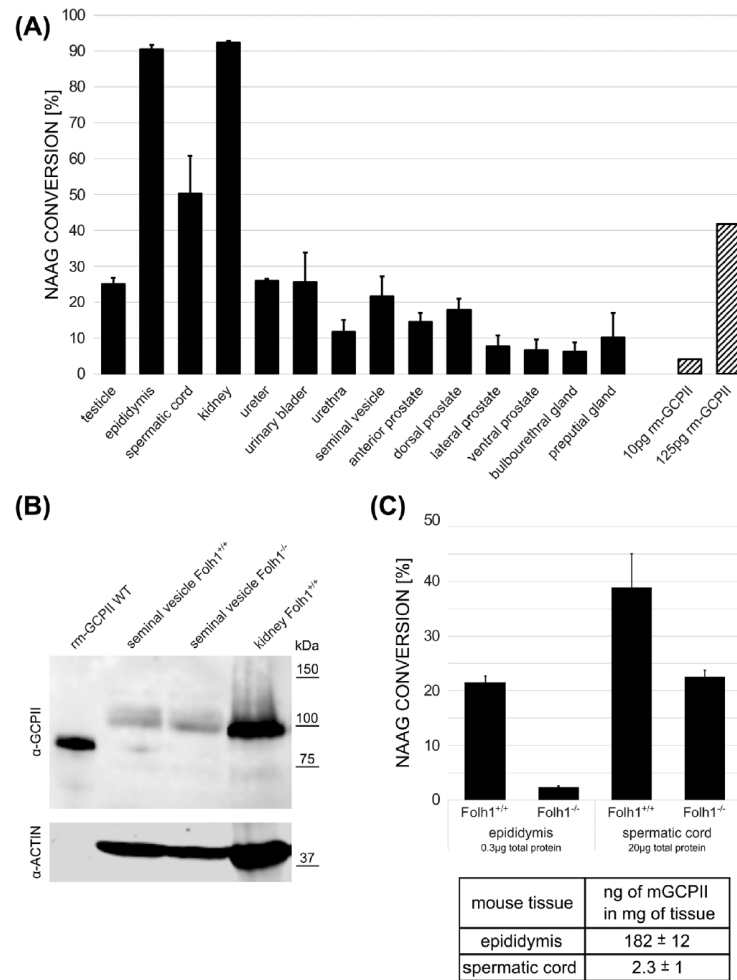 (A)
NAAG CONVERSION [%]
100
90
80
70
60
50
40
30
20
10
0
testicle
epididymis
spermatic cord
kidney
ureter
urinary blader
urethra
seminal vesicle
anterior prostate
dorsal prostate
lateral prostate
ventral prostate
bulbourethral gland
preputial gland
10pg rm-GCPII
125pg rm-GCPII
(B)
rm-GCPII WT
seminal vesicle Folh1+/+
seminal vesicle Folh1-/-
kidney Folh1+/+
kDa
150
100
75
α-GCPII
37
α-ACTIN
(C)
NAAG CONVERSION [%]
50
40
30
20
10
0
Folh1+/+ Folh1-/- Folh1+/+ Folh1-/-
epididymis spermatic cord
0.3µg total protein 20µg total protein
mouse tissue ng of mGCPII
in mg of tissue
epididymis 182 ± 12
spermatic cord 2.3 ± 1